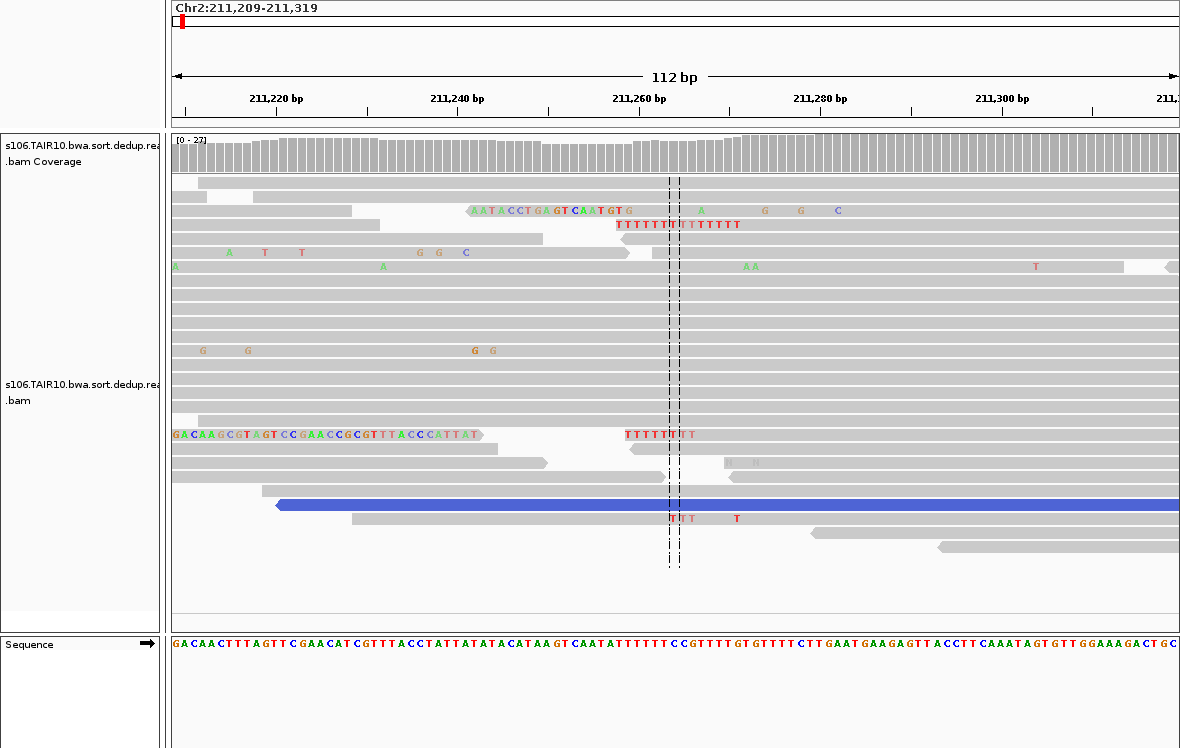 Chr2:211,209-211,319
112 bp
211,220 bp 211,240 bp 211,260 bp 211,280 bp 211,300 bp 211,
s106.TAIR10.bwa.sort.dedup.rea
.bam Coverage
[0 - 27]
AATACCTGAGTCAATGTG A G G C
TTTTTTTTTTTTTT
A T T G G C
A A AA T
G G G G
s106.TAIR10.bwa.sort.dedup.rea
.bam
GACAAGCGTAGTCCGAACCGCGTTTACCCATTAT TTTTTTTT
TTT T
Sequence
GACAACTTTAGTTCGAACATCGTTTACCTATTATATACATAAGTCAATATTTTTTCCGTTTTGTGTTTTCTTGAATGAAGAGTTACCTTCAAATAGTGTTGGAAAGACTGC